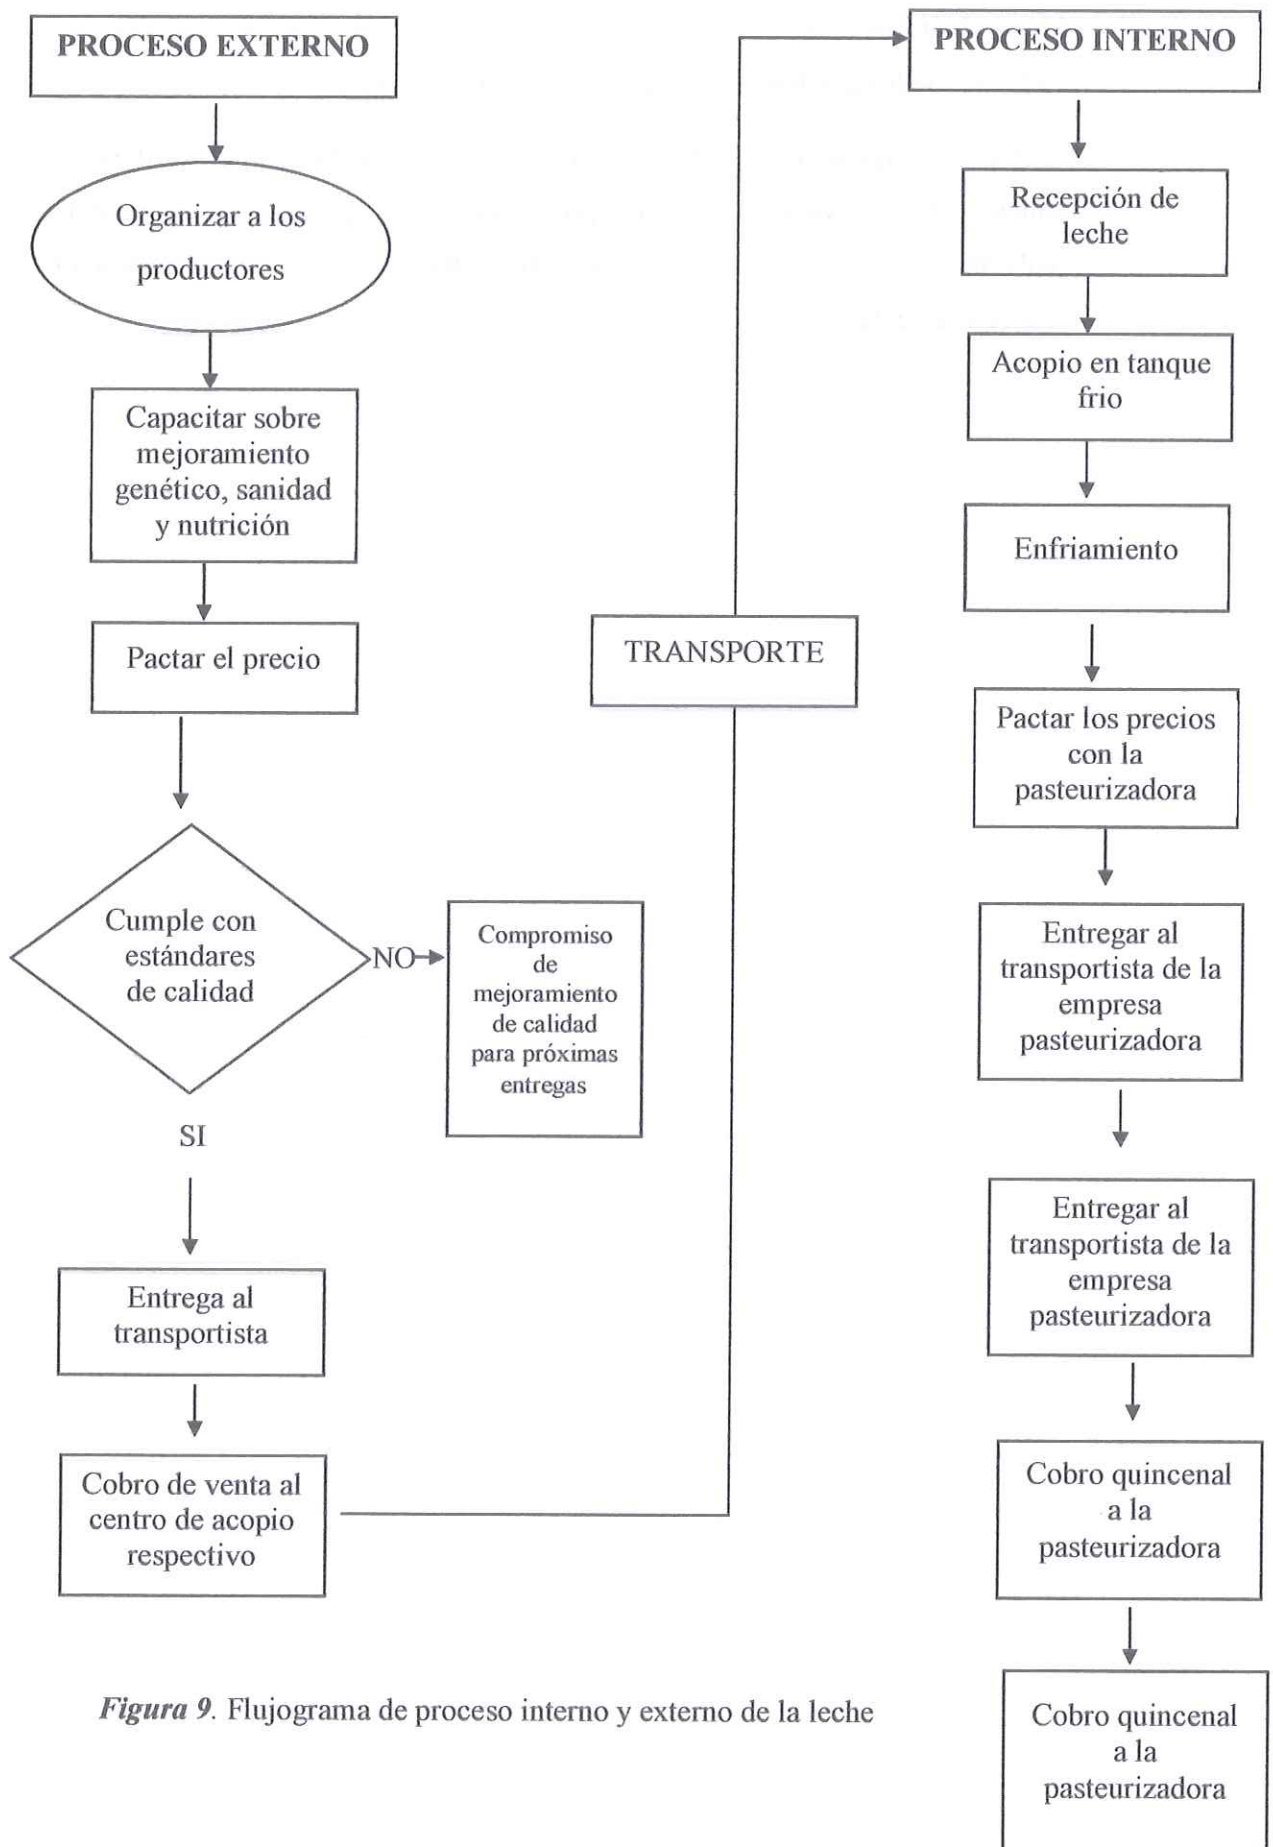 PROCESO EXTERNO
Organizar a los
productores
Capacitar sobre
mejoramiento
genético, sanidad
y nutrición
Pactar el precio
Cumple con
estándares
de calidad
NO
Compromiso
de
mejoramiento
de calidad
para próximas
entregas
SI
Entrega al
transportista
Cobro de venta al
centro de acopio
respectivo
TRANSPORTE
PROCESO INTERNO
Recepción de
leche
Acopio en tanque
frio
Enfriamiento
Pactar los precios
con la
pasteurizadora
Entregar al
transportista de la
empresa
pasteurizadora
Entregar al
transportista de la
empresa
pasteurizadora
Cobro quincenal
a la
pasteurizadora
Cobro quincenal
a la
pasteurizadora
Figura 9. Flujograma de proceso interno y externo de la leche